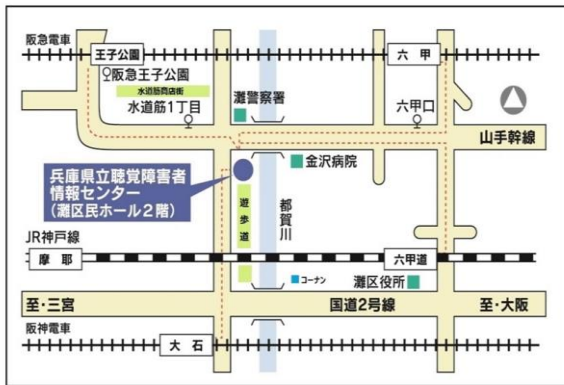 阪急電車
王子公園
六甲
阪急王子公園
水道筋商店街
水道筋1丁目
灘警察署
六甲口
山手幹線
金沢病院
兵庫県立聴覚障害者
情報センター
(灘区民ホール2階)
遊歩道
都賀川
JR神戸線
摩耶
六甲道
コーナン
灘区役所
至・三宮
国道2号線
至・大阪
阪神電車
大石